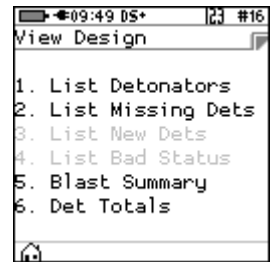 09:49 DS+ 123 #16
View Design
1. List Detonators
2. List Missing Dets
3. List New Dets
4. List Bad Status
5. Blast Summary
6. Det Totals